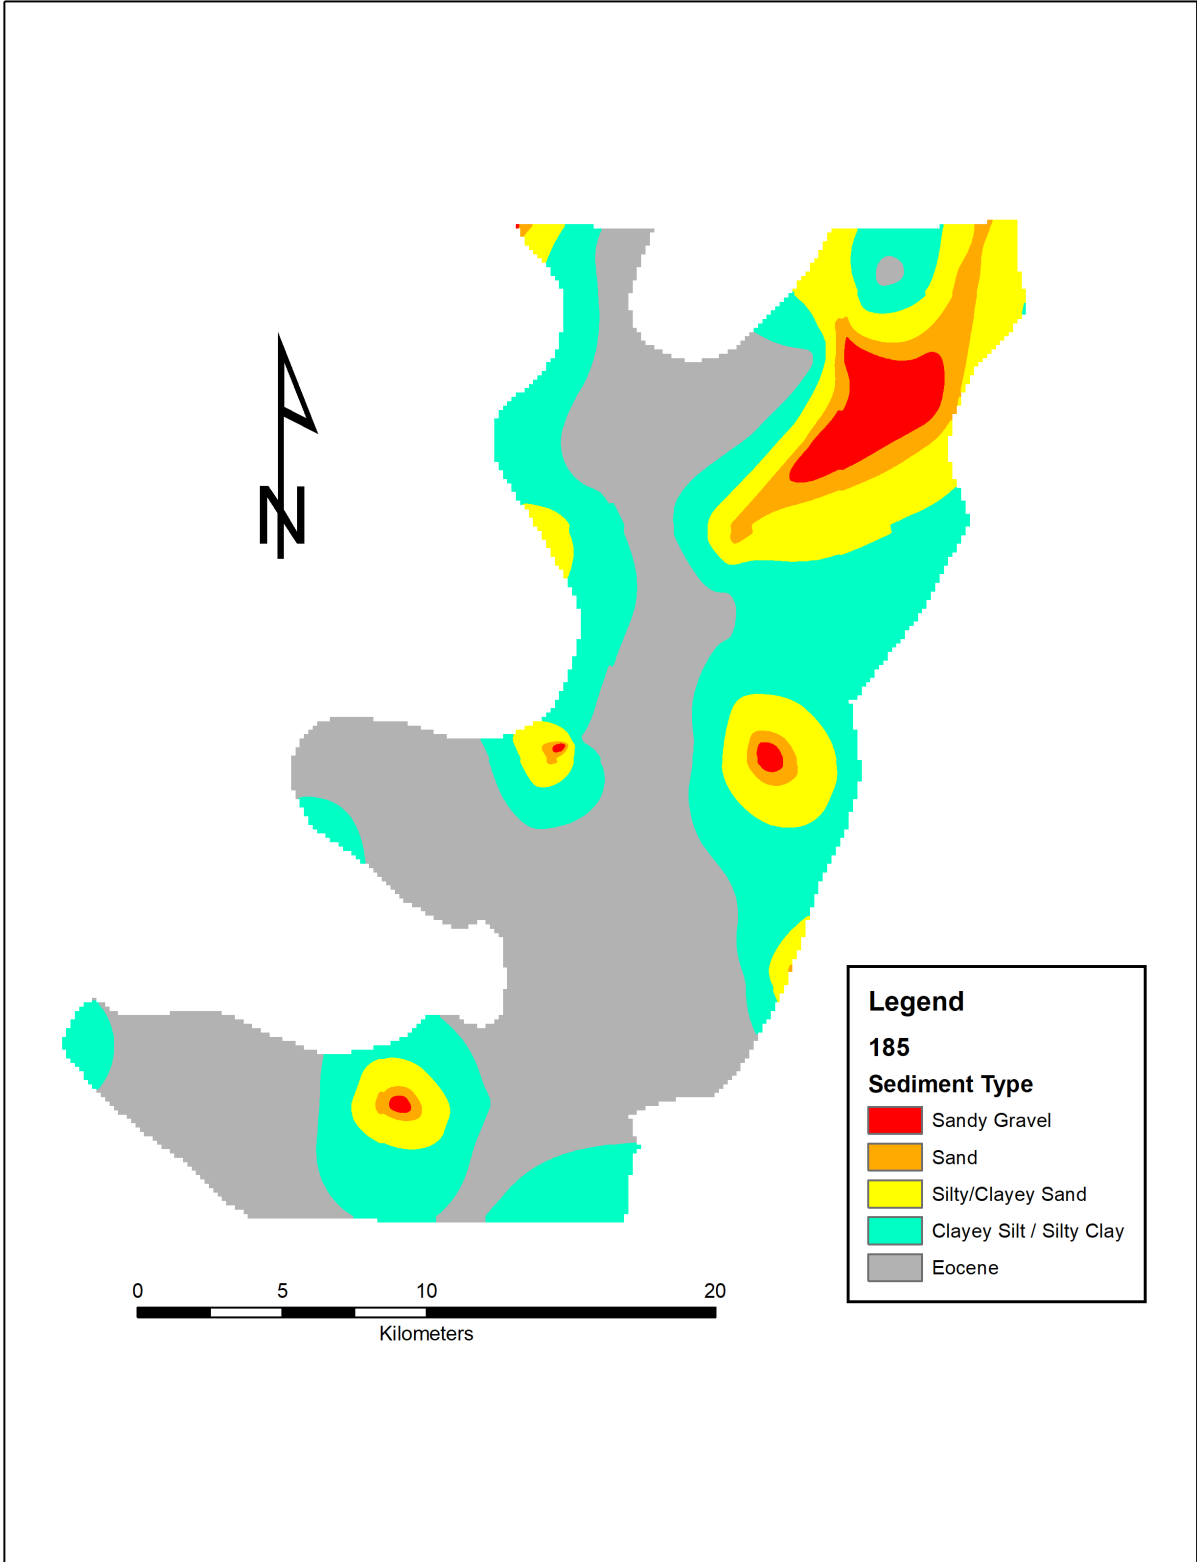 N
Legend
185
Sediment Type
Sandy Gravel
Sand
Silty/Clayey Sand
Clayey Silt / Silty Clay
Eocene
0 5 10 20
Kilometers